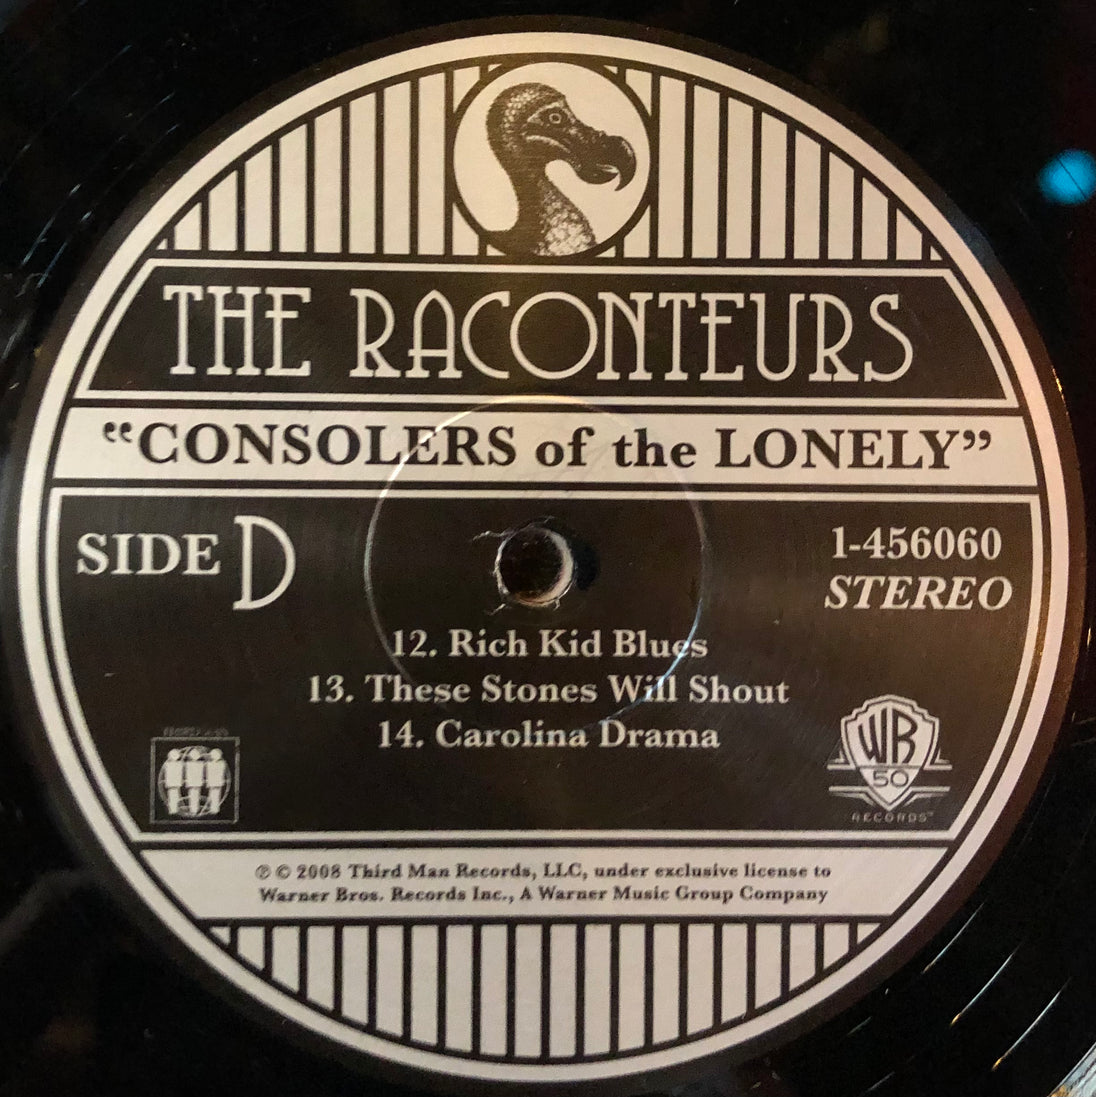 THE RACONTEURS
“CONSOLERS of the LONELY”
SIDE D
1-456060
STEREO
12. Rich Kid Blues
13. These Stones Will Shout
14. Carolina Drama
WB
50
RECORDS™
℗ © 2008 Third Man Records, LLC, under exclusive license to
Warner Bros. Records Inc., A Warner Music Group Company